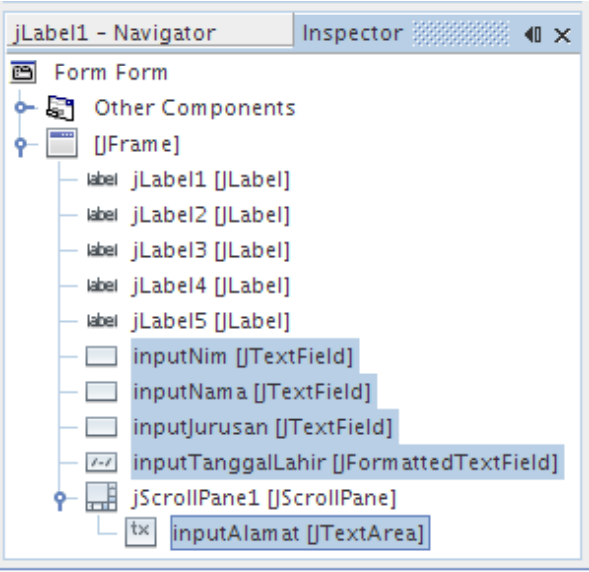 jLabel1 - Navigator Inspector
Form Form
Other Components
[JFrame]
label jLabel1 [JLabel]
label jLabel2 [JLabel]
label jLabel3 [JLabel]
label jLabel4 [JLabel]
label jLabel5 [JLabel]
inputNim [JTextField]
inputNama [JTextField]
inputJurusan [JTextField]
inputTanggalLahir [JFormattedTextField]
jScrollPane1 [JScrollPane]
tx inputAlamat [JTextArea]